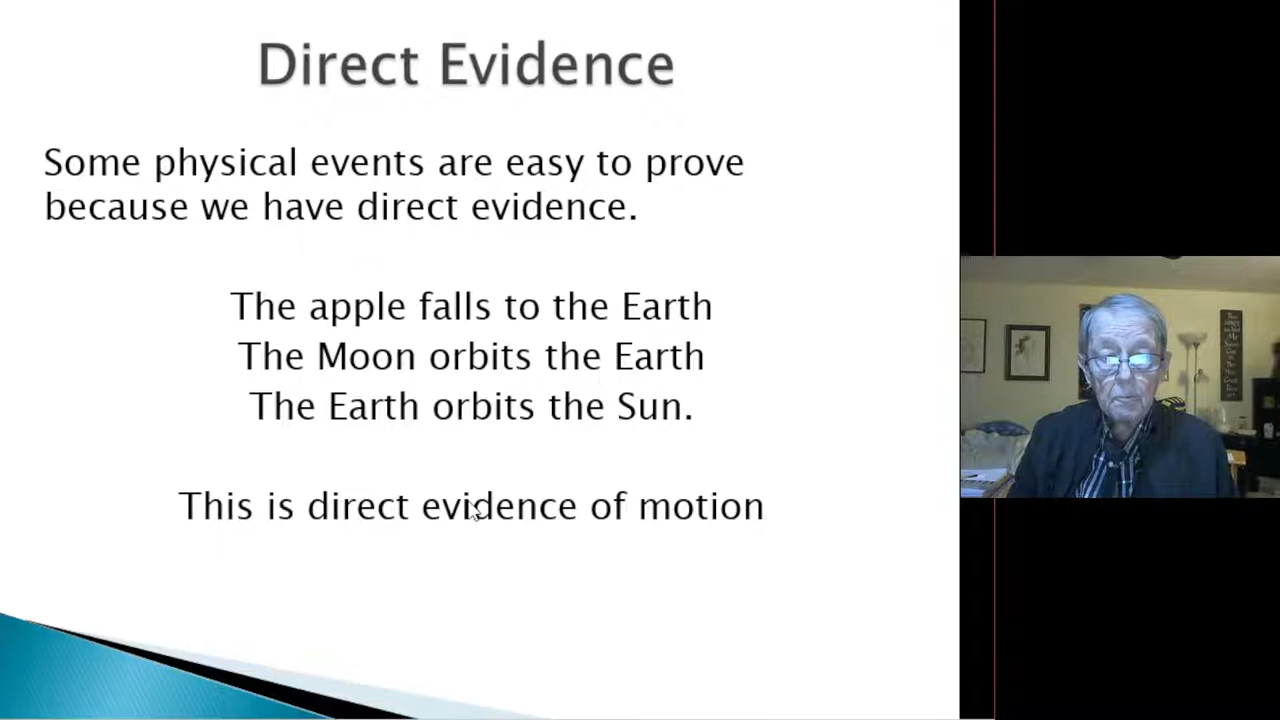 Direct Evidence
Some physical events are easy to prove
because we have direct evidence.
The apple falls to the Earth
The Moon orbits the Earth
The Earth orbits the Sun.
This is direct evidence of motion